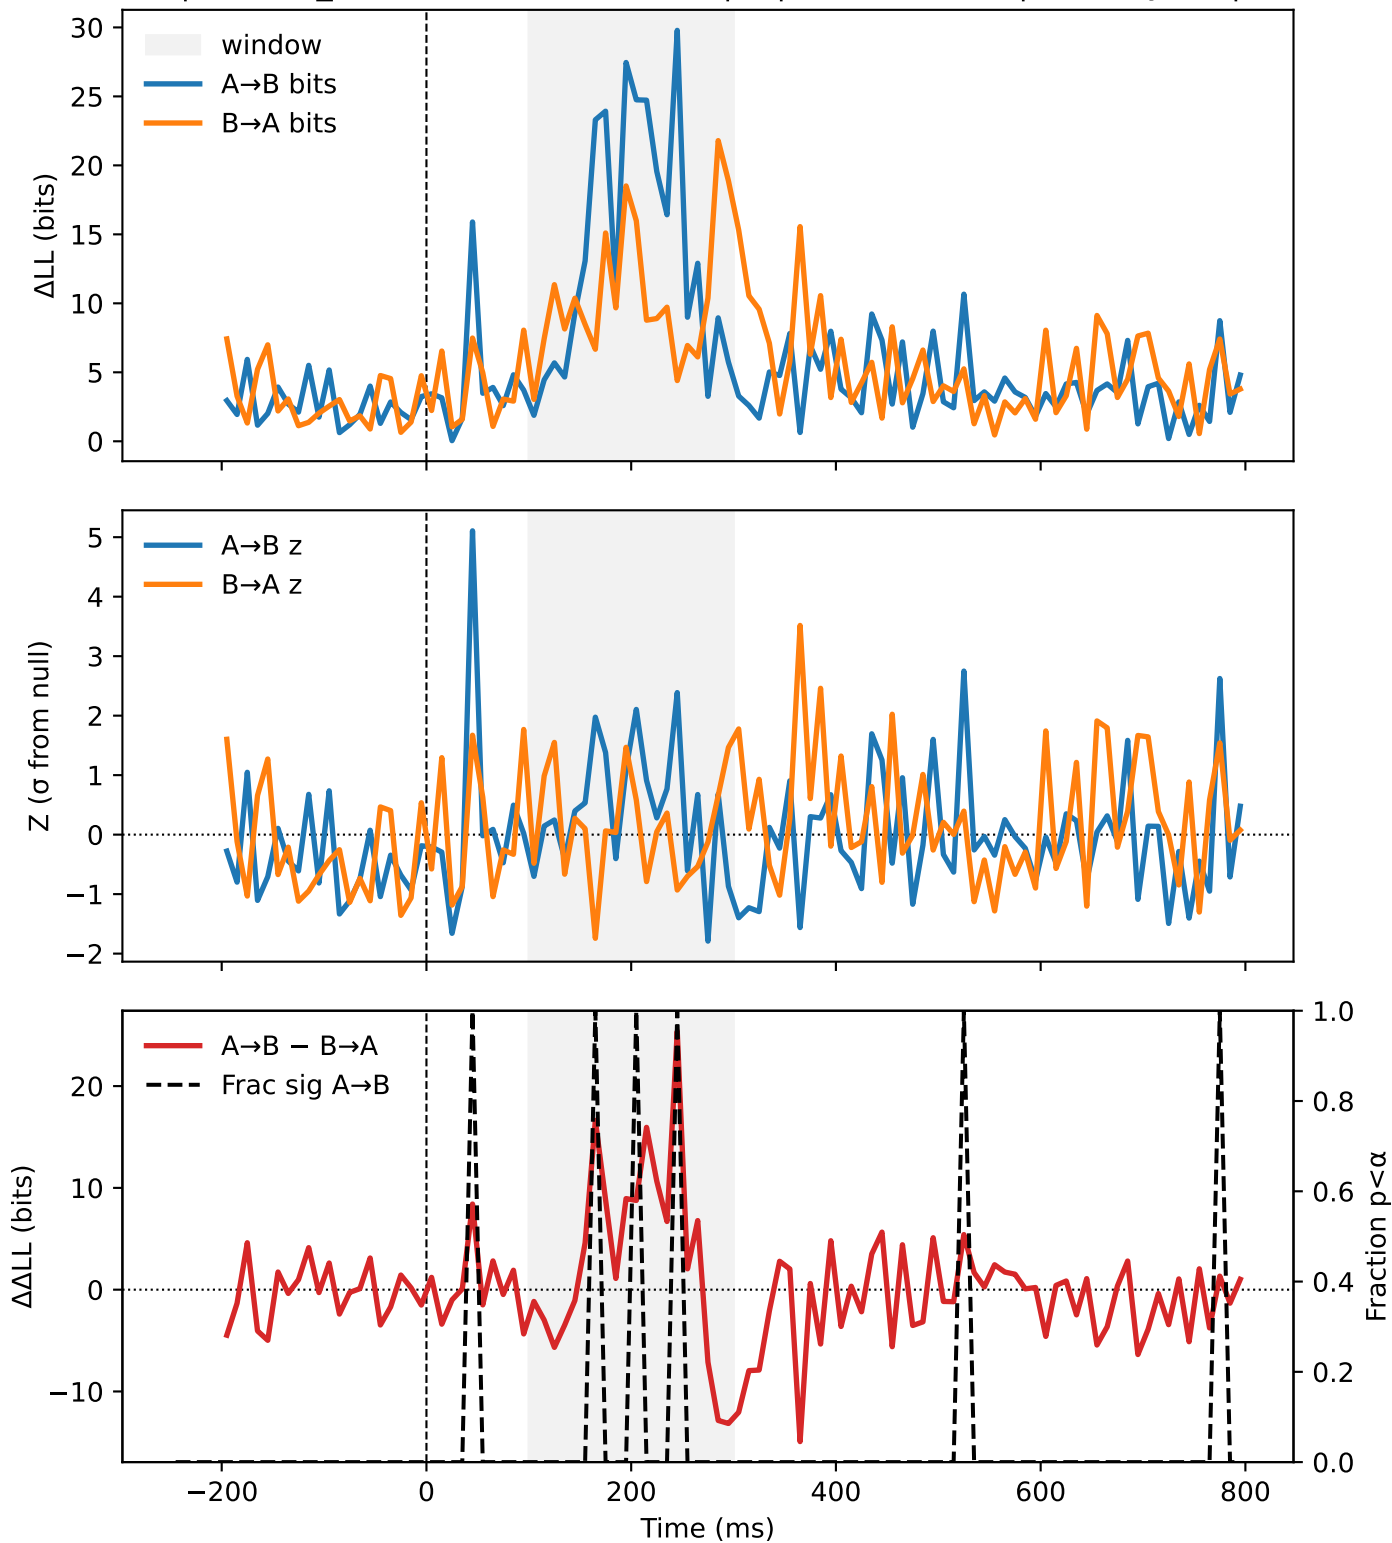 30
25
20
15
10
5
0
ΔLL (bits)
window
A→B bits
B→A bits
5
4
3
2
1
0
−1
−2
Z (σ from null)
A→B z
B→A z
20
10
0
−10
ΔΔLL (bits)
A→B − B→A
Frac sig A→B
1.0
0.8
0.6
0.4
0.2
0.0
Fraction p<α
−200 0 200 400 600 800
Time (ms)